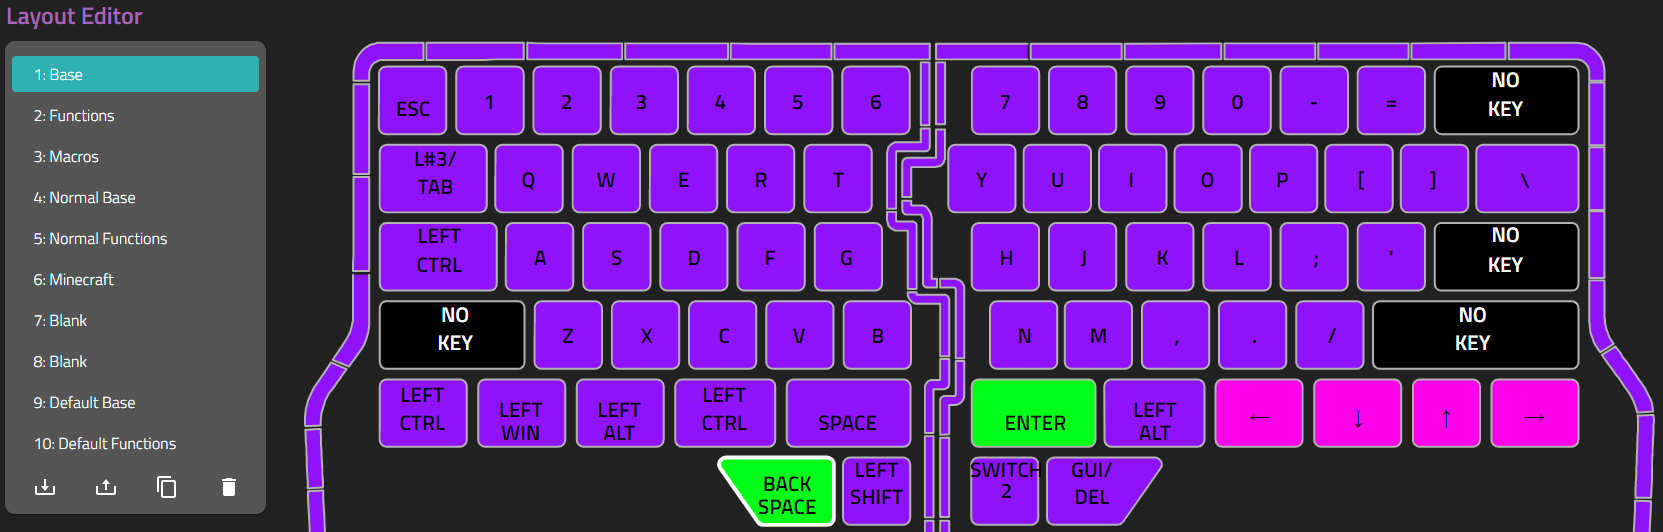 Layout Editor
1: Base
2: Functions
3: Macros
4: Normal Base
5: Normal Functions
6: Minecraft
7: Blank
8: Blank
9: Default Base
10: Default Functions
ESC
1
2
3
4
5
6
7
8
9
0
-
=
NO
KEY
L#3/
TAB
Q
W
E
R
T
Y
U
I
O
P
[
]
\
LEFT
CTRL
A
S
D
F
G
H
J
K
L
;
'
NO
KEY
NO
KEY
Z
X
C
V
B
N
M
,
.
/
NO
KEY
LEFT
CTRL
LEFT
WIN
LEFT
ALT
LEFT
CTRL
SPACE
ENTER
LEFT
ALT
←
↓
↑
→
BACK
SPACE
LEFT
SHIFT
SWITCH
2
GUI/
DEL